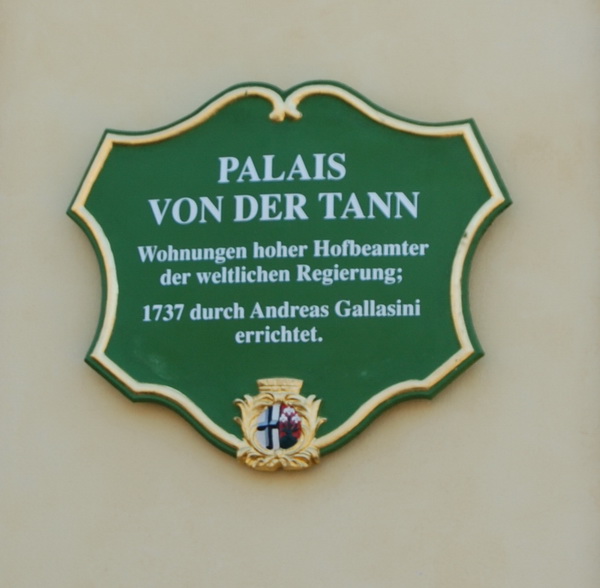 PALAIS
VON DER TANN
Wohnungen hoher Hofbeamter
der weltlichen Regierung;
1737 durch Andreas Gallasini
errichtet.